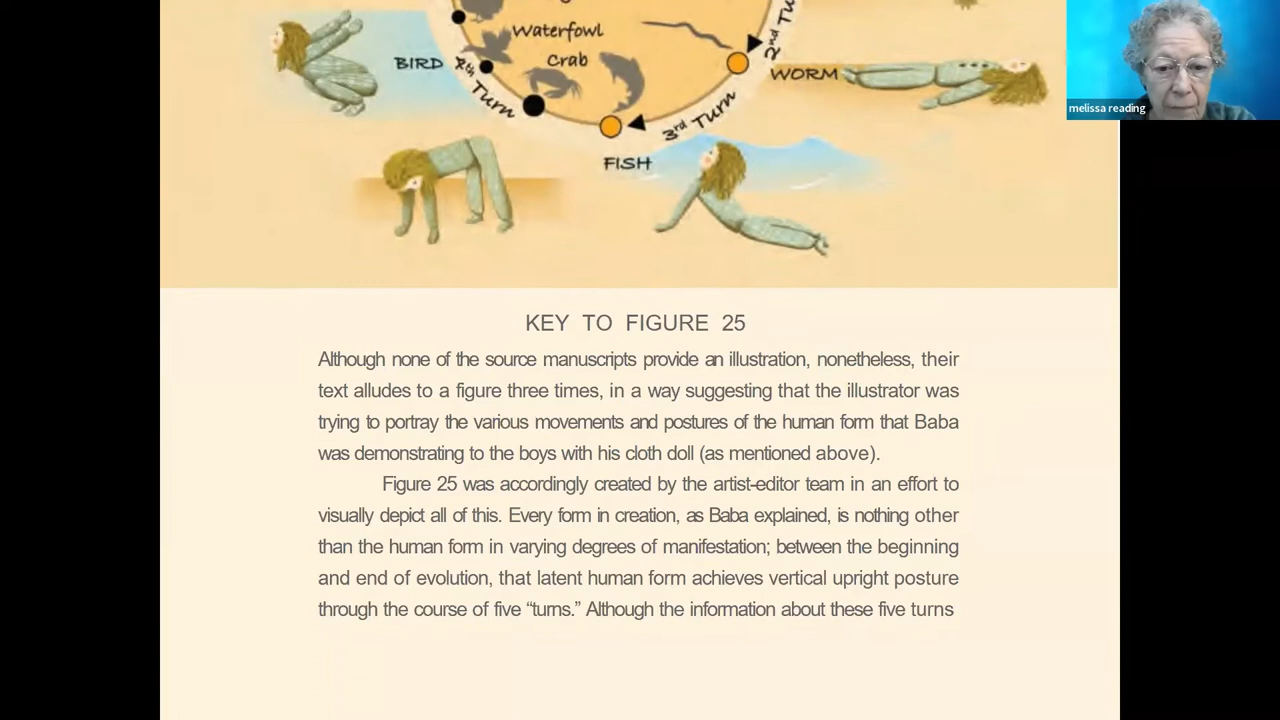 2nd Tu
Waterfowl
Crab
BIRD
4th Turn
WORM
3rd Turn
FISH
melissa reading
KEY TO FIGURE 25
Although none of the source manuscripts provide an illustration, nonetheless, their
text alludes to a figure three times, in a way suggesting that the illustrator was
trying to portray the various movements and postures of the human form that Baba
was demonstrating to the boys with his cloth doll (as mentioned above).
Figure 25 was accordingly created by the artist-editor team in an effort to
visually depict all of this. Every form in creation, as Baba explained, is nothing other
than the human form in varying degrees of manifestation; between the beginning
and end of evolution, that latent human form achieves vertical upright posture
through the course of five “turns.” Although the information about these five turns